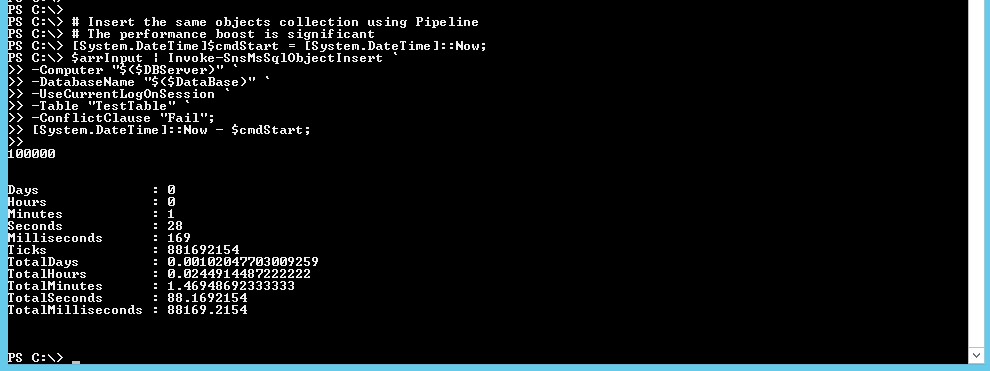 PS C:\>
PS C:\> # Insert the same objects collection using Pipeline
PS C:\> # The performance boost is significant
PS C:\> [System.DateTime]$cmdStart = [System.DateTime]::Now;
PS C:\> $arrInput | Invoke-SnsMsSqlObjectInsert `
>> -Computer "$($DBServer)" `
>> -DatabaseName "$($DataBase)" `
>> -UseCurrentLogOnSession `
>> -Table "TestTable" `
>> -ConflictClause "Fail";
>> [System.DateTime]::Now - $cmdStart;
>>
100000
Days : 0
Hours : 0
Minutes : 1
Seconds : 28
Milliseconds : 169
Ticks : 881692154
TotalDays : 0.00102047703009259
TotalHours : 0.0244914487222222
TotalMinutes : 1.46948692333333
TotalSeconds : 88.1692154
TotalMilliseconds : 88169.2154
PS C:\> _